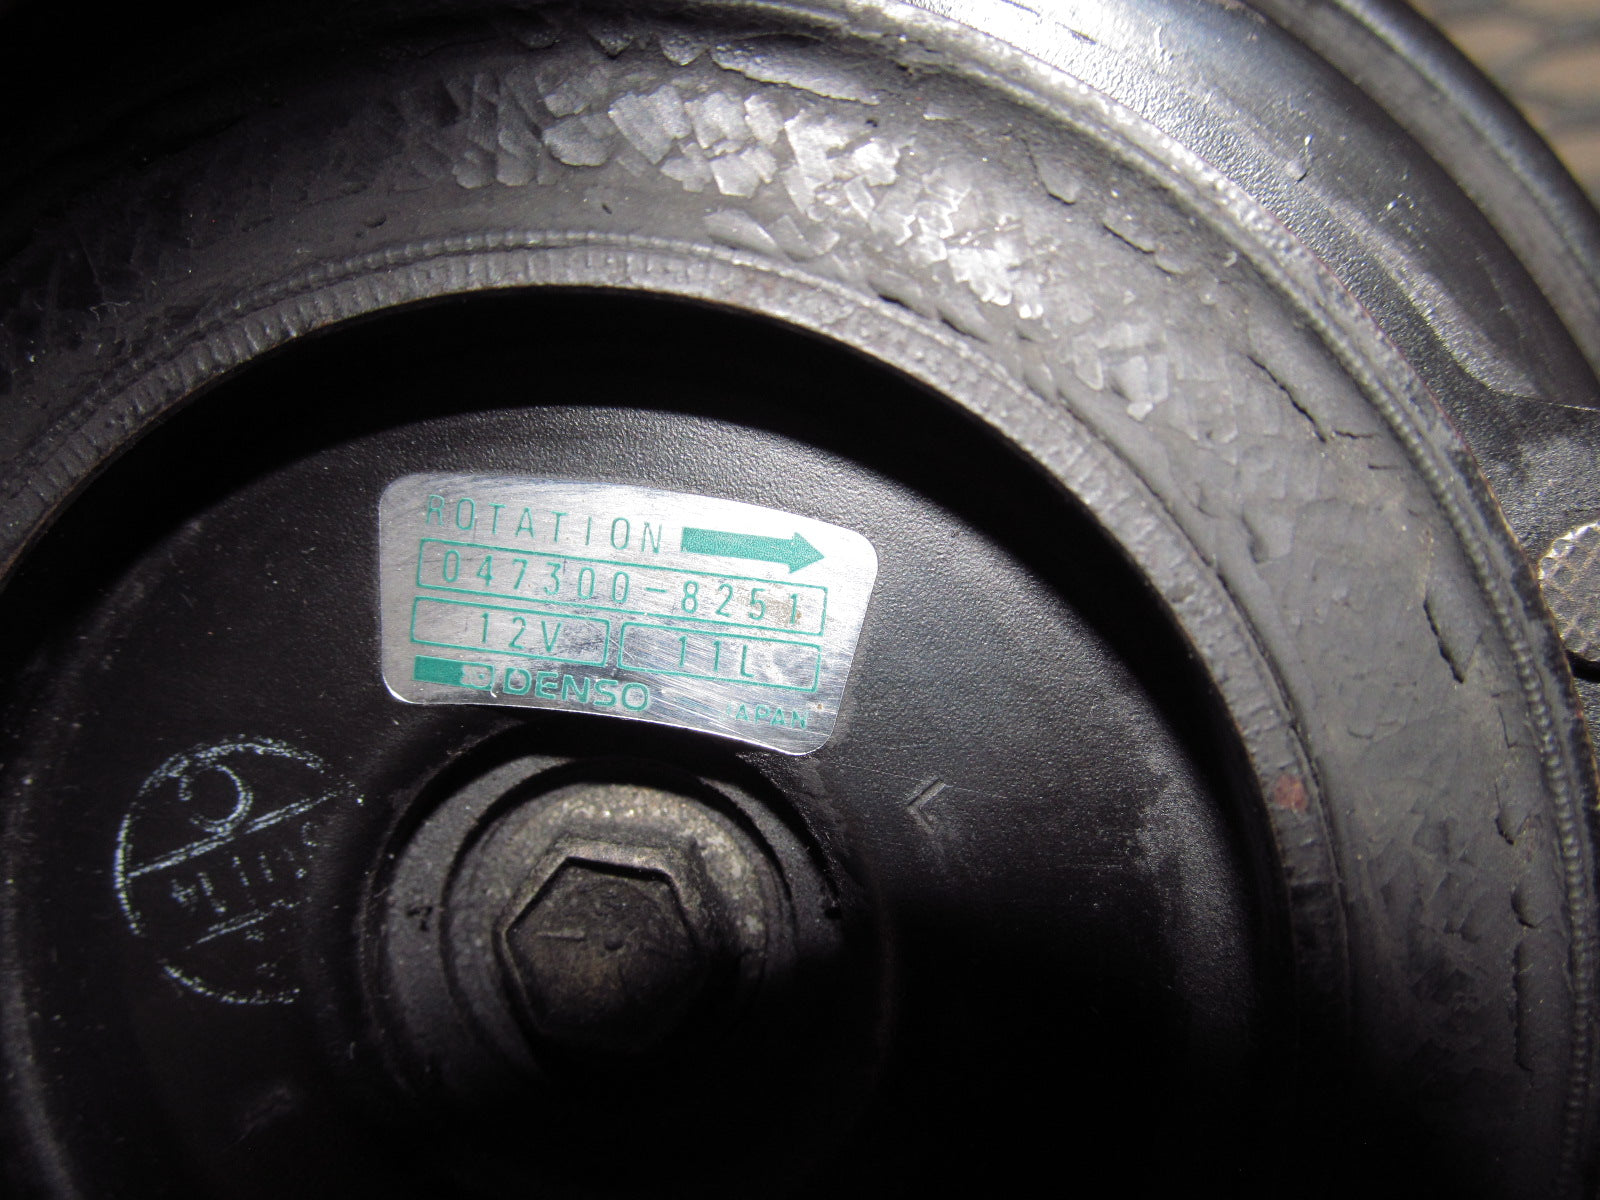 ROTATION
047300-8251
12V 11L
DENSO JAPAN